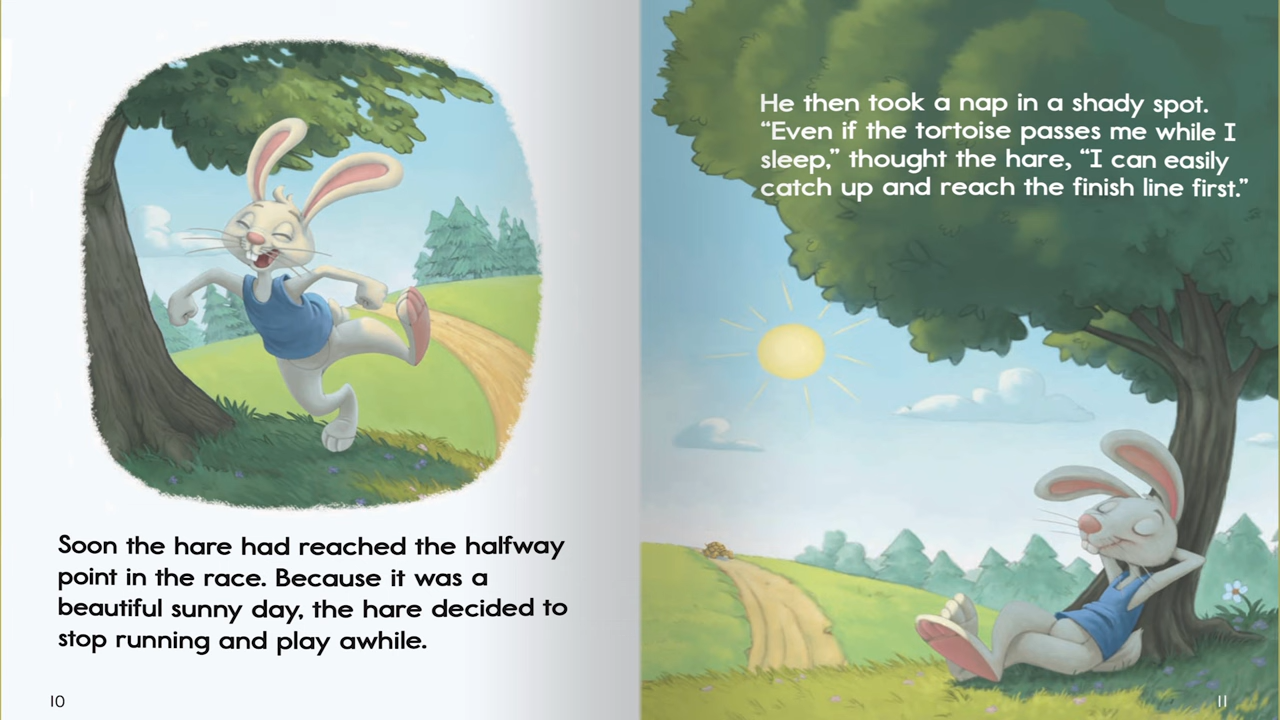 Soon the hare had reached the halfway
point in the race. Because it was a
beautiful sunny day, the hare decided to
stop running and play awhile.
10
He then took a nap in a shady spot.
“Even if the tortoise passes me while I
sleep,” thought the hare, “I can easily
catch up and reach the finish line first.”
11